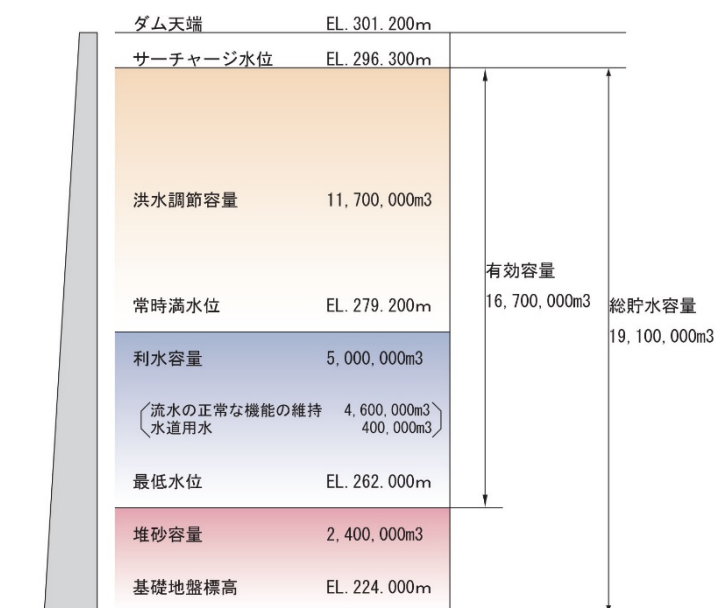 ダム天端 EL.301.200m
サーチャージ水位 EL.296.300m
洪水調節容量 11,700,000m3
有効容量
16,700,000m3
総貯水容量
19,100,000m3
常時満水位 EL.279.200m
利水容量 5,000,000m3
流水の正常な機能の維持 4,600,000m3
水道用水 400,000m3
最低水位 EL.262.000m
堆砂容量 2,400,000m3
基礎地盤標高 EL.224.000m